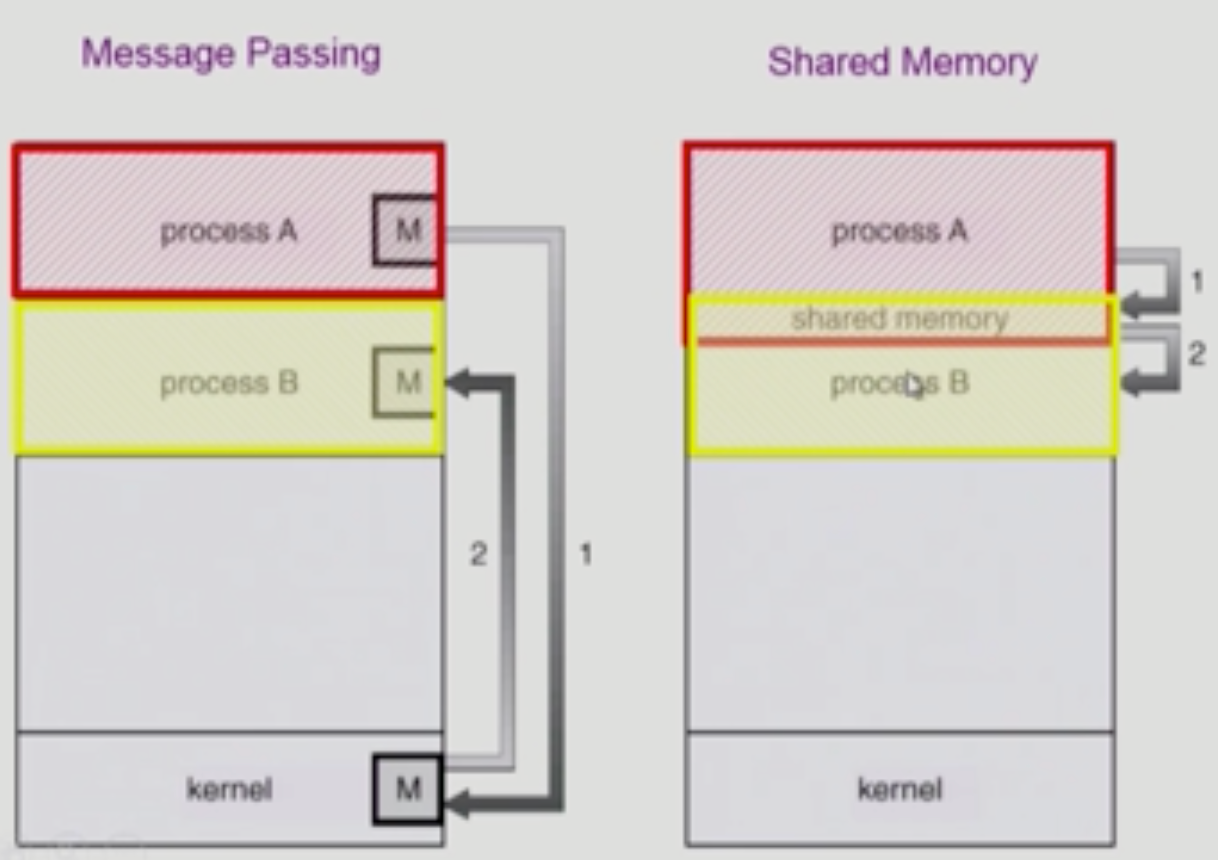 Message Passing
process A
M
process B
M
2
1
kernel
M
Shared Memory
process A
1
shared memory
2
process B
kernel